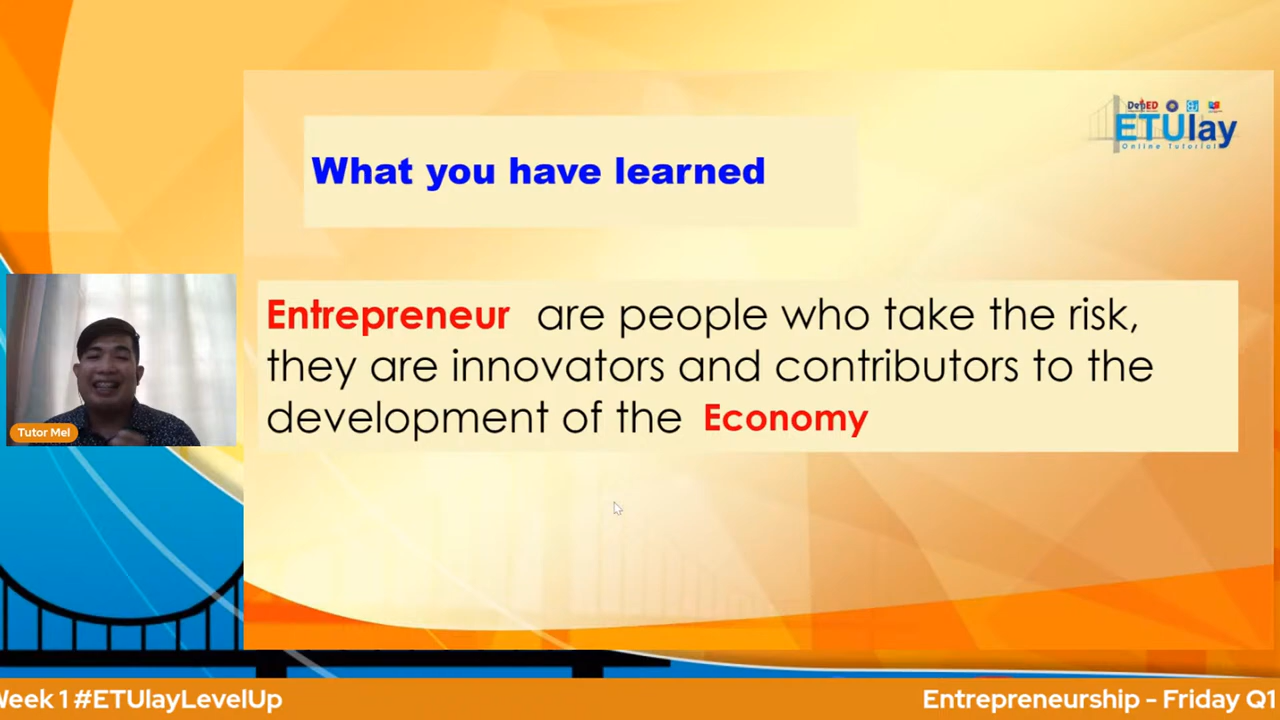 DepED
ETUlay
Online Tutorial
What you have learned
Entrepreneur are people who take the risk,
they are innovators and contributors to the
development of the Economy
Tutor Mel
Week 1 #ETUlayLevelUp
Entrepreneurship - Friday Q1